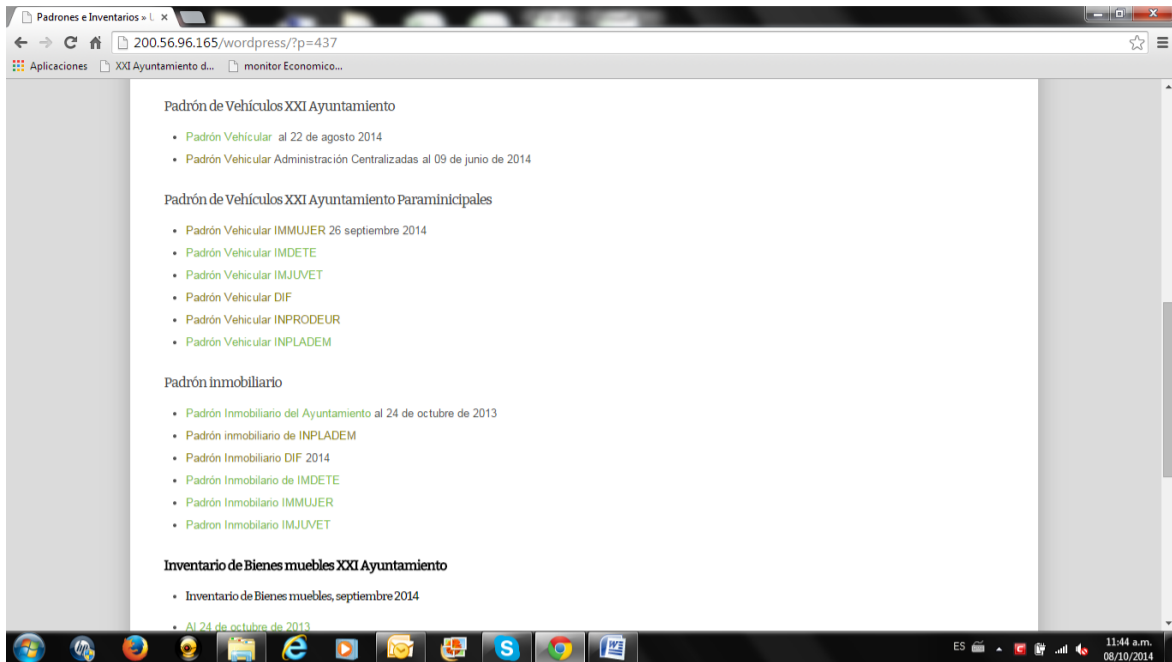 Padrones e Inventarios » L
200.56.96.165/wordpress/?p=437
Aplicaciones XXI Ayuntamiento d... monitor Economico...
Padrón de Vehículos XXI Ayuntamiento
• Padrón Vehícular al 22 de agosto 2014
• Padrón Vehicular Administración Centralizadas al 09 de junio de 2014
Padrón de Vehículos XXI Ayuntamiento Paraminicipales
• Padrón Vehicular IMMUJER 26 septiembre 2014
• Padrón Vehicular IMDETE
• Padrón Vehicular IMJUVET
• Padrón Vehicular DIF
• Padrón Vehicular INPRODEUR
• Padrón Vehicular INPLADEM
Padrón inmobiliario
• Padrón Inmobiliario del Ayuntamiento al 24 de octubre de 2013
• Padrón inmobiliario de INPLADEM
• Padrón Inmobiliario DIF 2014
• Padrón Inmobilario de IMDETE
• Padrón Inmobilario IMMUJER
• Padron Inmobilario IMJUVET
Inventario de Bienes muebles XXI Ayuntamiento
• Inventario de Bienes muebles, septiembre 2014
• Al 24 de octubre de 2013
ES 11:44 a.m.
08/10/2014